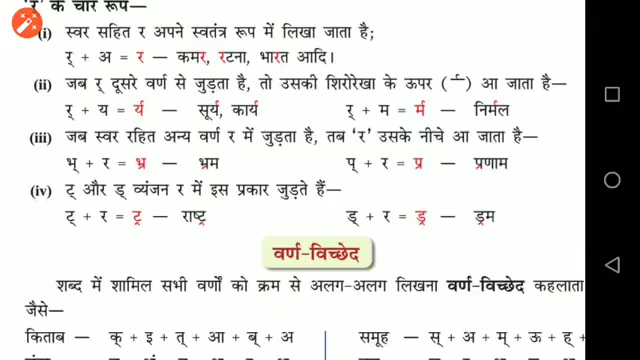 'र' के चार रूप—
(i) स्वर सहित र अपने स्वतंत्र रूप में लिखा जाता है;
र् + अ = र — कमर, रटना, भारत आदि।
(ii) जब र् दूसरे वर्ण से जुड़ता है, तो उसकी शिरोरेखा के ऊपर ( र्‍ ) आ जाता है—
र् + य = र्य — सूर्य, कार्य र् + म = र्म — निर्मल
(iii) जब स्वर रहित अन्य वर्ण र में जुड़ता है, तब 'र' उसके नीचे आ जाता है—
भ् + र = भ्र — भ्रम प् + र = प्र — प्रणाम
(iv) ट् और ड् व्यंजन र में इस प्रकार जुड़ते हैं—
ट् + र = ट्र — राष्ट्र ड् + र = ड्र — ड्रम
वर्ण-विच्छेद
शब्द में शामिल सभी वर्णों को क्रम से अलग-अलग लिखना वर्ण-विच्छेद कहलाता
जैसे—
किताब — क् + इ + त् + आ + ब् + अ समूह — स् + अ + म् + ऊ + ह् +